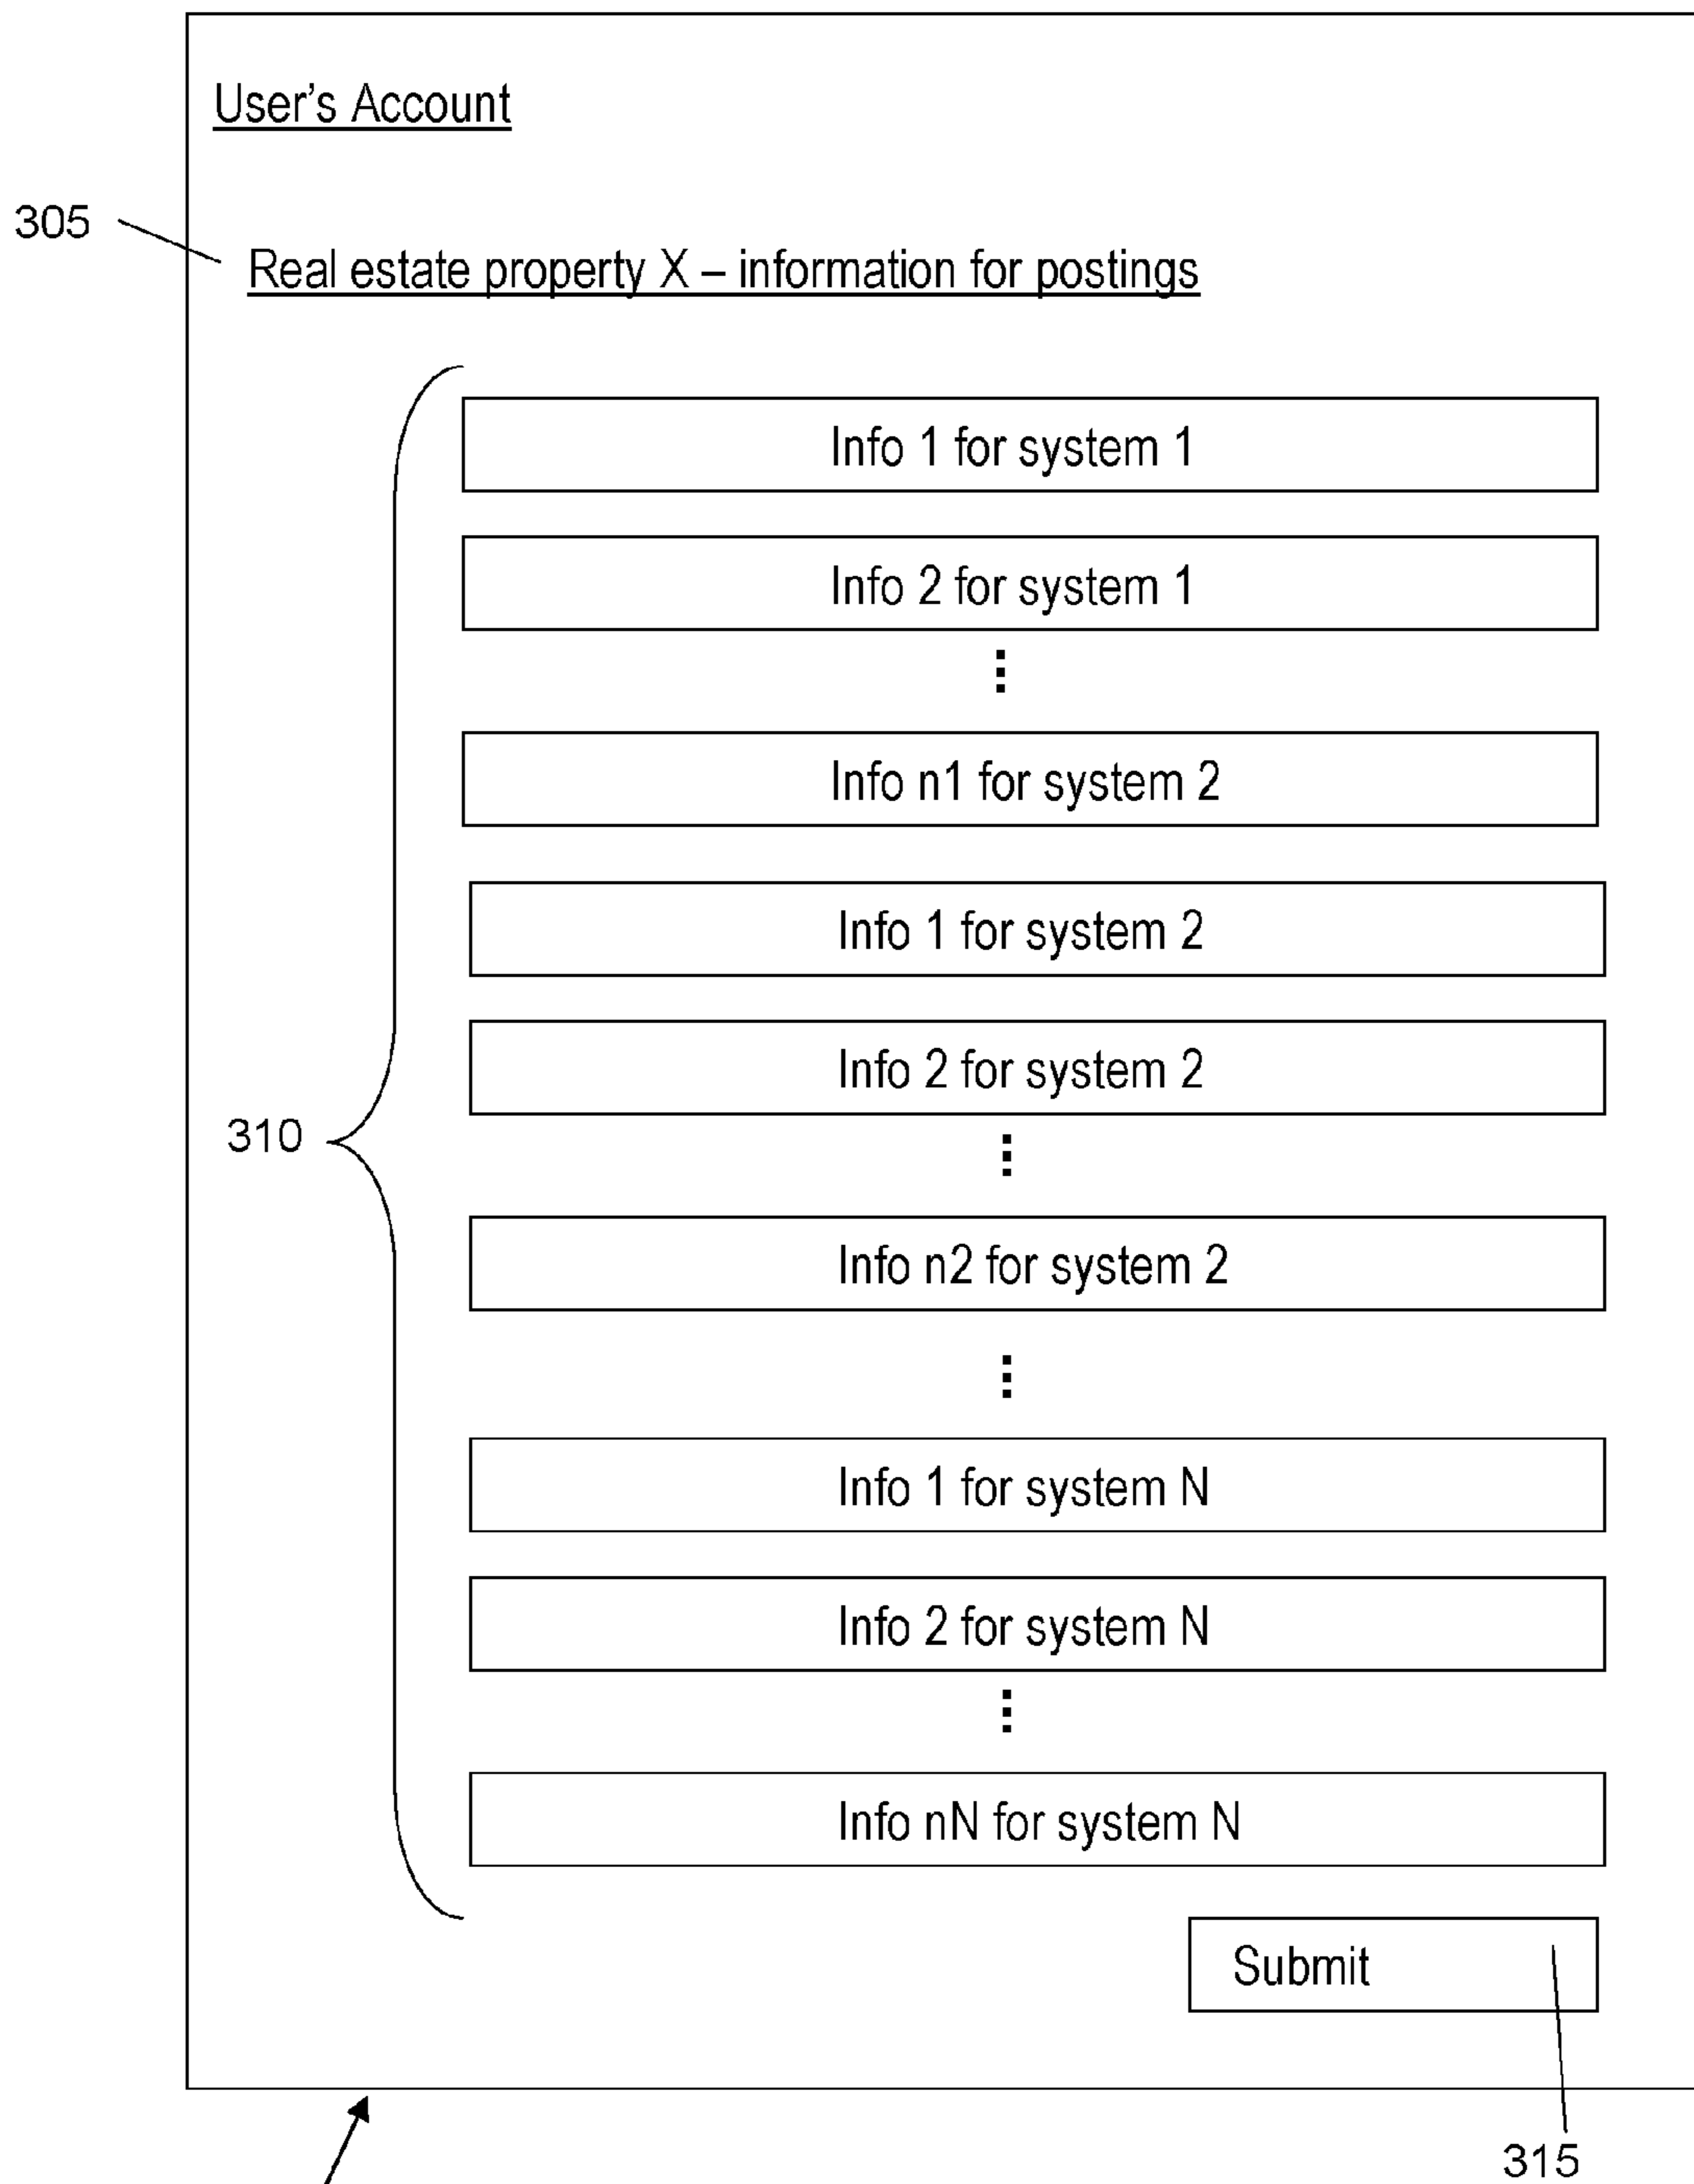 User's Account
305
Real estate property X – information for postings
Info 1 for system 1
Info 2 for system 1
Info n1 for system 2
Info 1 for system 2
Info 2 for system 2
310
Info n2 for system 2
Info 1 for system N
Info 2 for system N
Info nN for system N
Submit
315